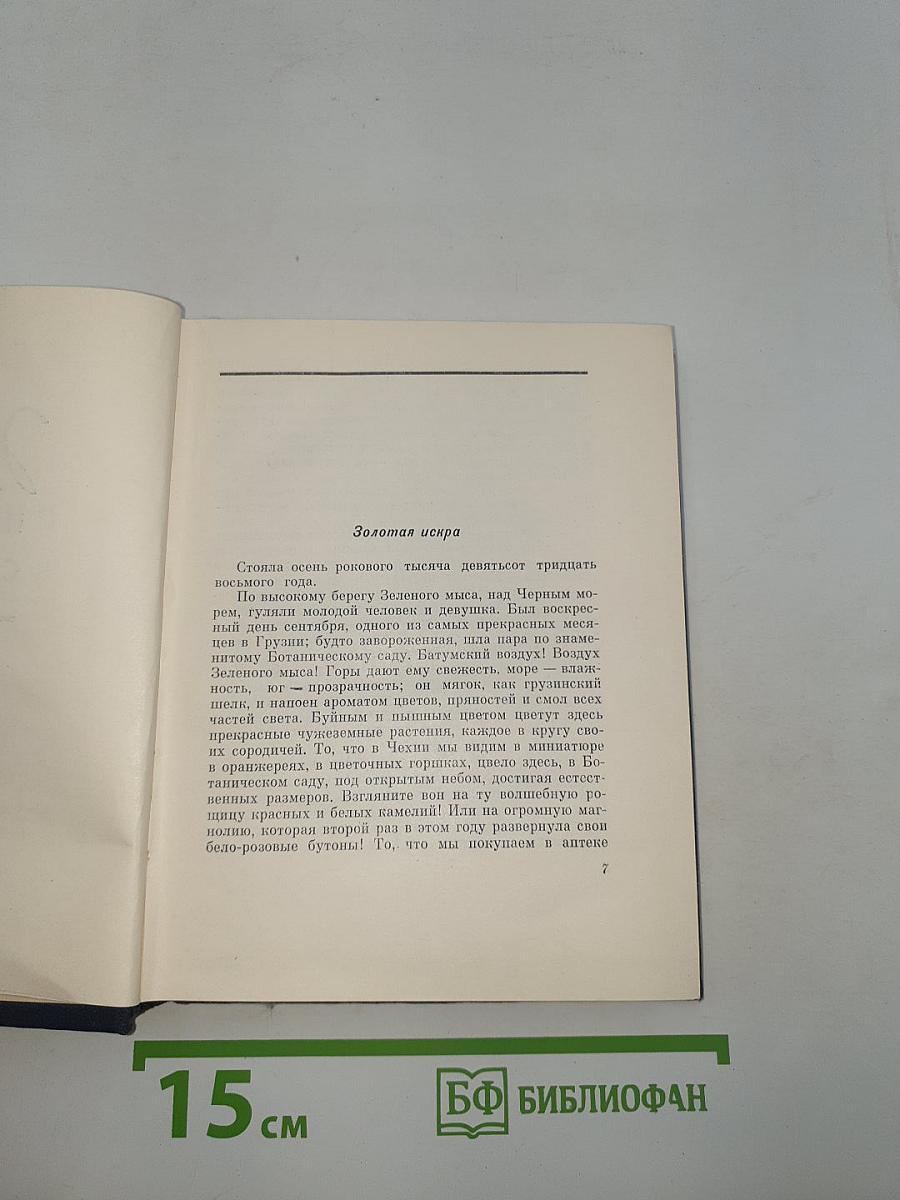 Золотая искра
Стояла осень рокового тысяча девятьсот тридцать
восьмого года.
По высокому берегу Зеленого мыса, над Черным мо-
рем, гуляли молодой человек и девушка. Был воскрес-
ный день сентября, одного из самых прекрасных меся-
цев в Грузии; будто завороженная, шла пара по знаме-
нитому Ботаническому саду. Батумский воздух! Воздух
Зеленого мыса! Горы дают ему свежесть, море — влаж-
ность, юг — прозрачность; он мягок, как грузинский
шелк, и напоен ароматом цветов, пряностей и смол всех
частей света. Буйным и пышным цветом цветут здесь
прекрасные чужеземные растения, каждое в кругу сво-
их сородичей. То, что в Чехии мы видим в миниатюре
в оранжереях, в цветочных горшках, цвело здесь, в Бо-
таническом саду, под открытым небом, достигая естест-
венных размеров. Взгляните вон на ту волшебную ро-
щицу красных и белых камелий! Или на огромную маг-
нолию, которая второй раз в этом году развернула свои
бело-розовые бутоны! То, что мы покупаем в аптеке
7
15 см
БФ БИБЛИОФАН